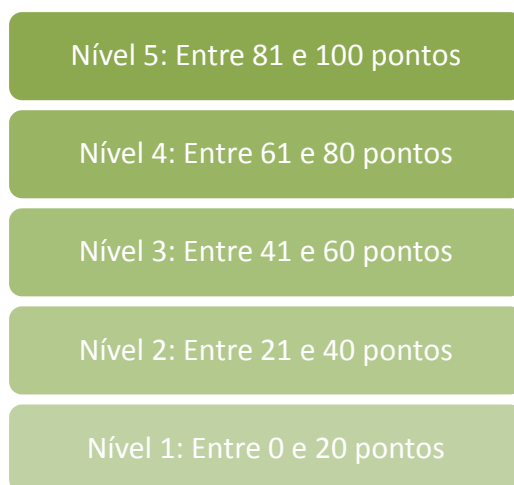 Nível 5: Entre 81 e 100 pontos
Nível 4: Entre 61 e 80 pontos
Nível 3: Entre 41 e 60 pontos
Nível 2: Entre 21 e 40 pontos
Nível 1: Entre 0 e 20 pontos